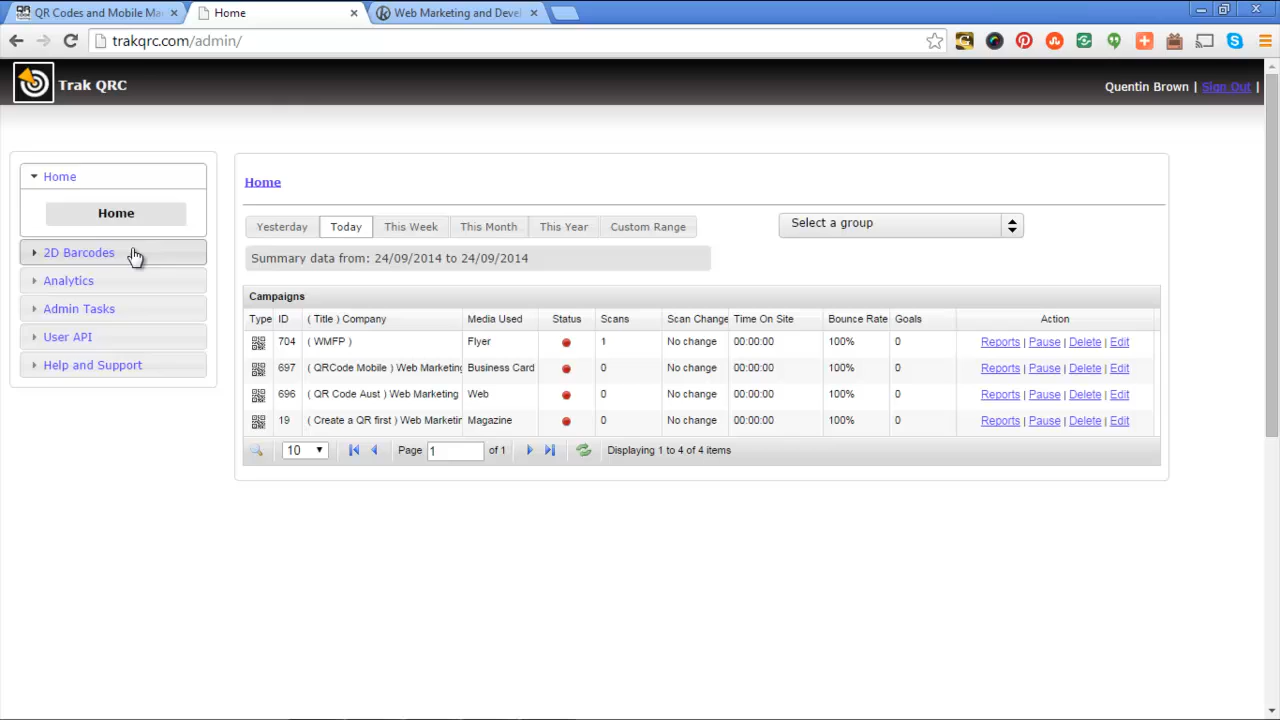 QR Codes and Mobile Ma
Home
Web Marketing and Deve
trakqrc.com/admin/
Trak QRC
Quentin Brown | Sign Out |
Home
Home
2D Barcodes
Analytics
Admin Tasks
User API
Help and Support
Home
Yesterday Today This Week This Month This Year Custom Range Select a group
Summary data from: 24/09/2014 to 24/09/2014
Campaigns
Type ID ( Title ) Company Media Used Status Scans Scan Change Time On Site Bounce Rate Goals Action
704 ( WMFP ) Flyer 1 No change 00:00:00 100% 0 Reports | Pause | Delete | Edit
697 ( QRCode Mobile ) Web Marketing Business Card 0 No change 00:00:00 100% 0 Reports | Pause | Delete | Edit
696 ( QR Code Aust ) Web Marketing Web 0 No change 00:00:00 100% 0 Reports | Pause | Delete | Edit
19 ( Create a QR first ) Web Marketin Magazine 0 No change 00:00:00 100% 0 Reports | Pause | Delete | Edit
10 Page 1 of 1 Displaying 1 to 4 of 4 items